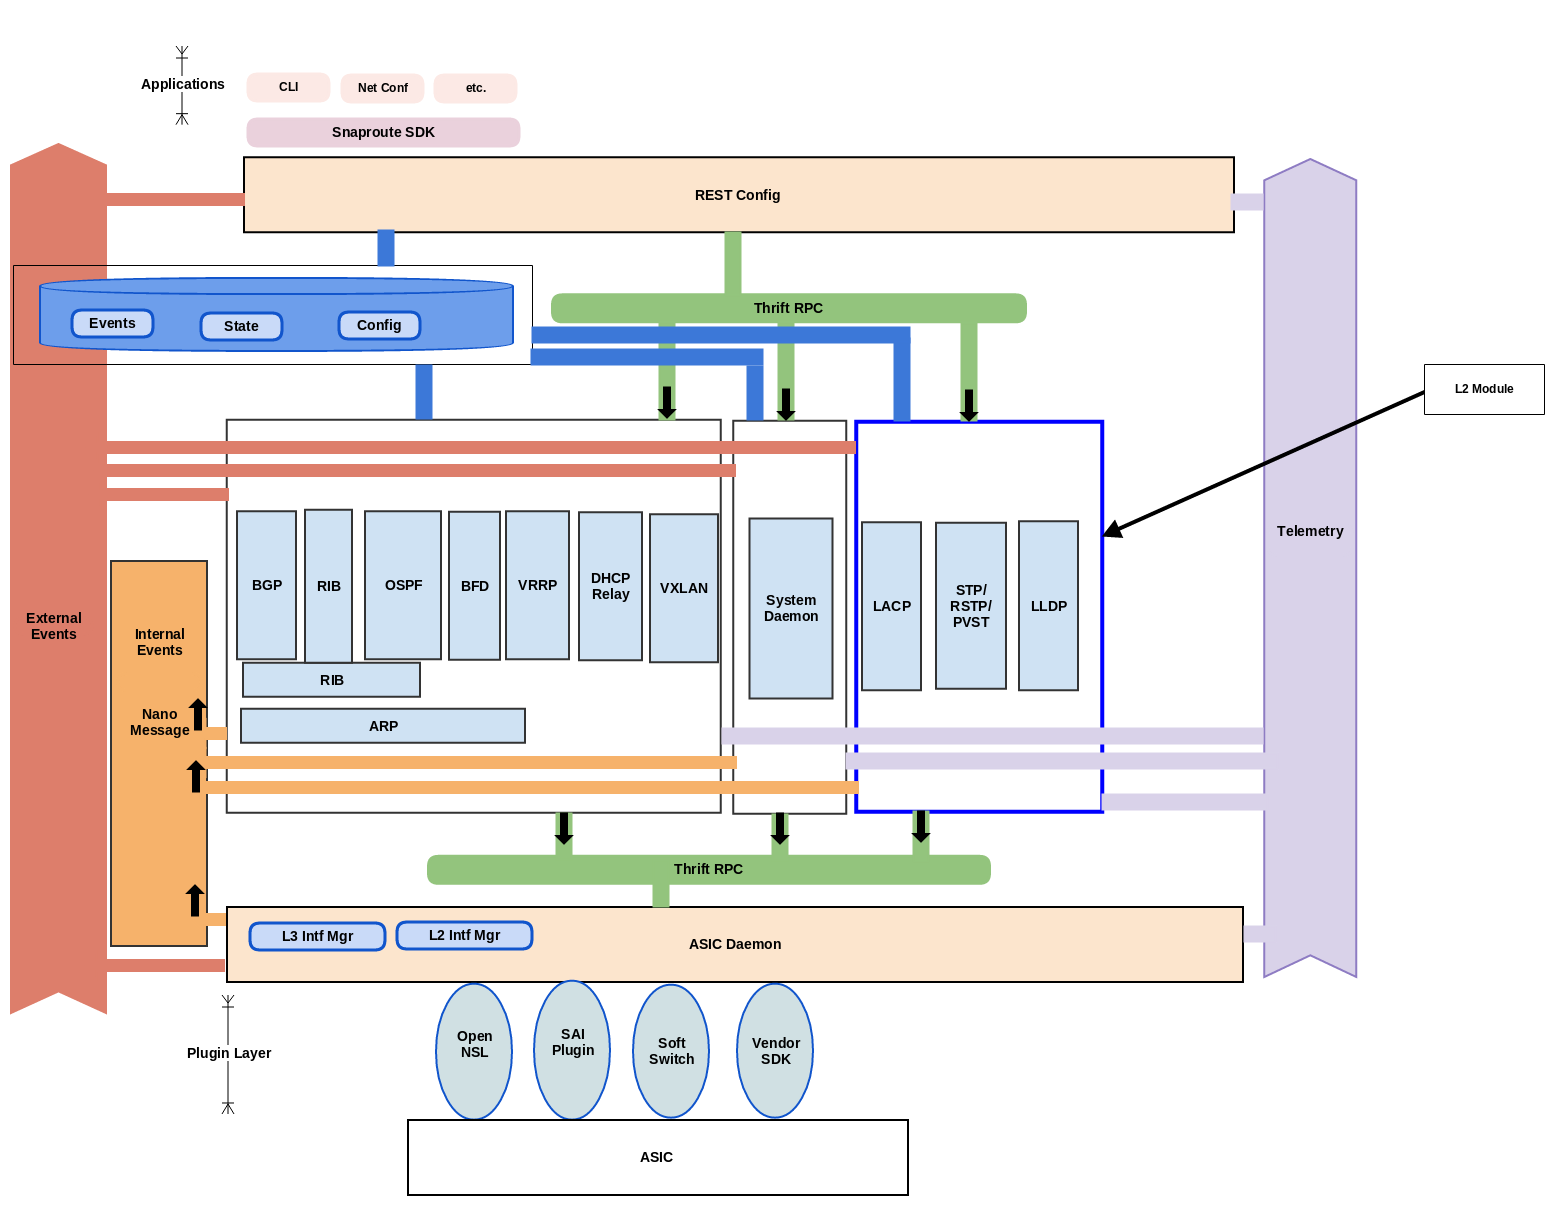 Applications
CLI
Net Conf
etc.
Snaproute SDK
REST Config
Events
State
Config
Thrift RPC
L2 Module
BGP
RIB
OSPF
BFD
VRRP
DHCP
Relay
VXLAN
System
Daemon
LACP
STP/
RSTP/
PVST
LLDP
Telemetry
External
Events
Internal
Events
Nano
Message
RIB
ARP
Thrift RPC
L3 Intf Mgr
L2 Intf Mgr
ASIC Daemon
Plugin Layer
Open
NSL
SAI
Plugin
Soft
Switch
Vendor
SDK
ASIC